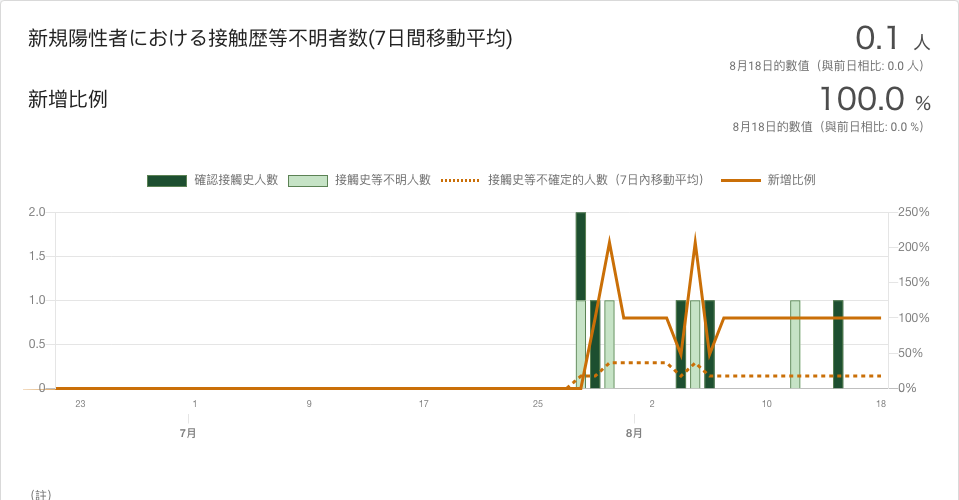 新規陽性者における接触歴等不明者数(7日間移動平均)
0.1 人
8月18日的數值（與前日相比: 0.0 人）
新增比例
100.0 %
8月18日的數值（與前日相比: 0.0 %）
確認接觸史人數 接觸史等不明人數 接觸史等不確定的人數（7日內移動平均） 新增比例
2.0 250%
200%
1.5
150%
1.0 100%
0.5 50%
0 0%
23 1 9 17 25 2 10 18
7月 8月
（註）